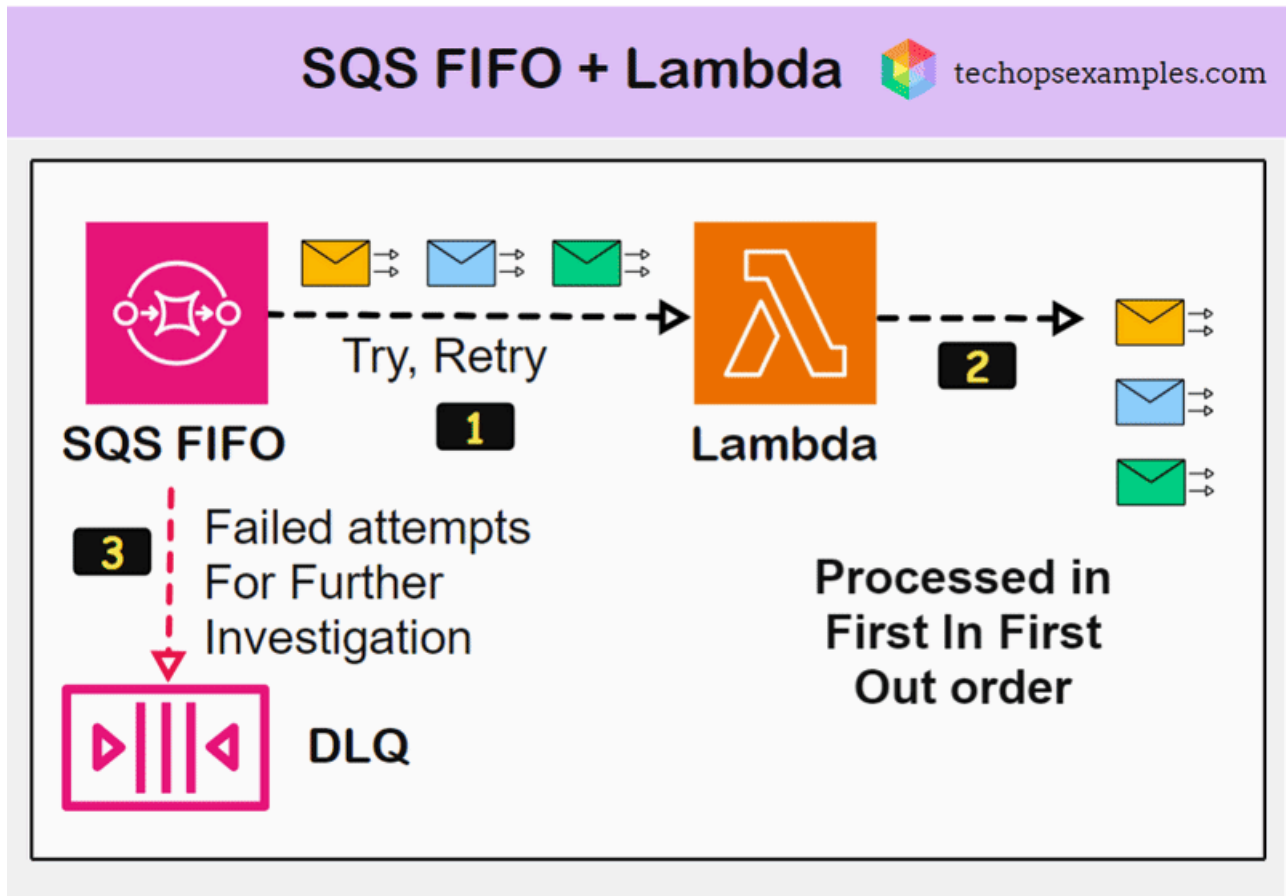 SQS FIFO + Lambda
techopsexamples.com
Try, Retry
1
2
SQS FIFO
Lambda
3
Failed attempts
For Further
Investigation
Processed in
First In First
Out order
DLQ